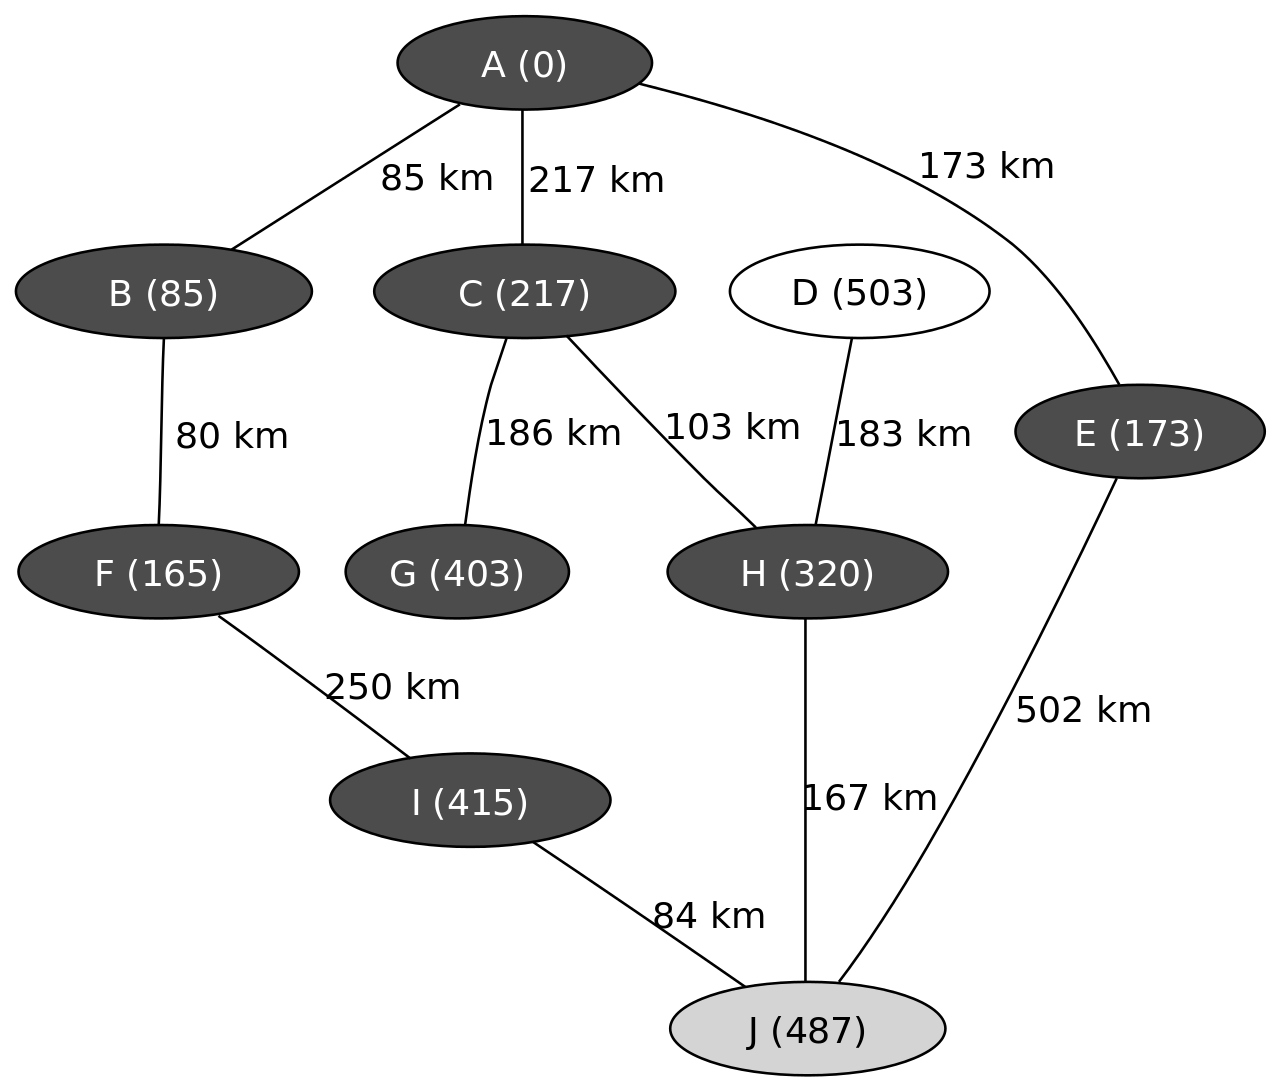 A (0)
85 km
217 km
173 km
B (85)
C (217)
D (503)
80 km
186 km
103 km
183 km
E (173)
F (165)
G (403)
H (320)
250 km
502 km
I (415)
167 km
84 km
J (487)